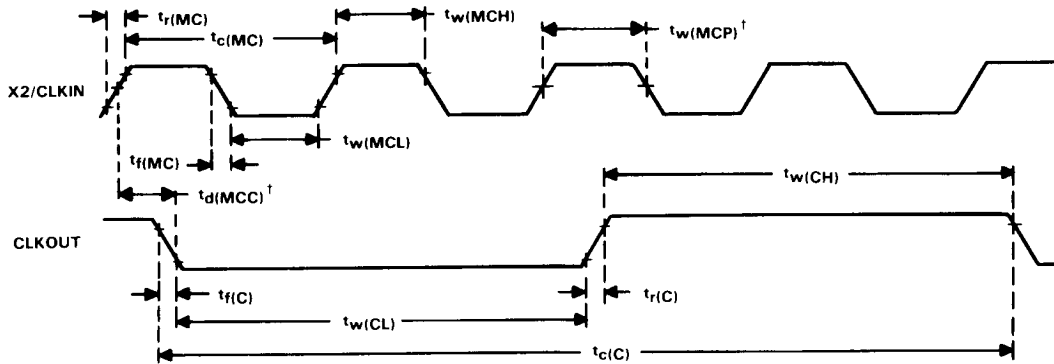 tr(MC)
tw(MCH)
tc(MC)
tw(MCP)†
X2/CLKIN
tw(MCL)
tf(MC)
td(MCC)†
tw(CH)
CLKOUT
tf(C)
tr(C)
tw(CL)
tc(C)